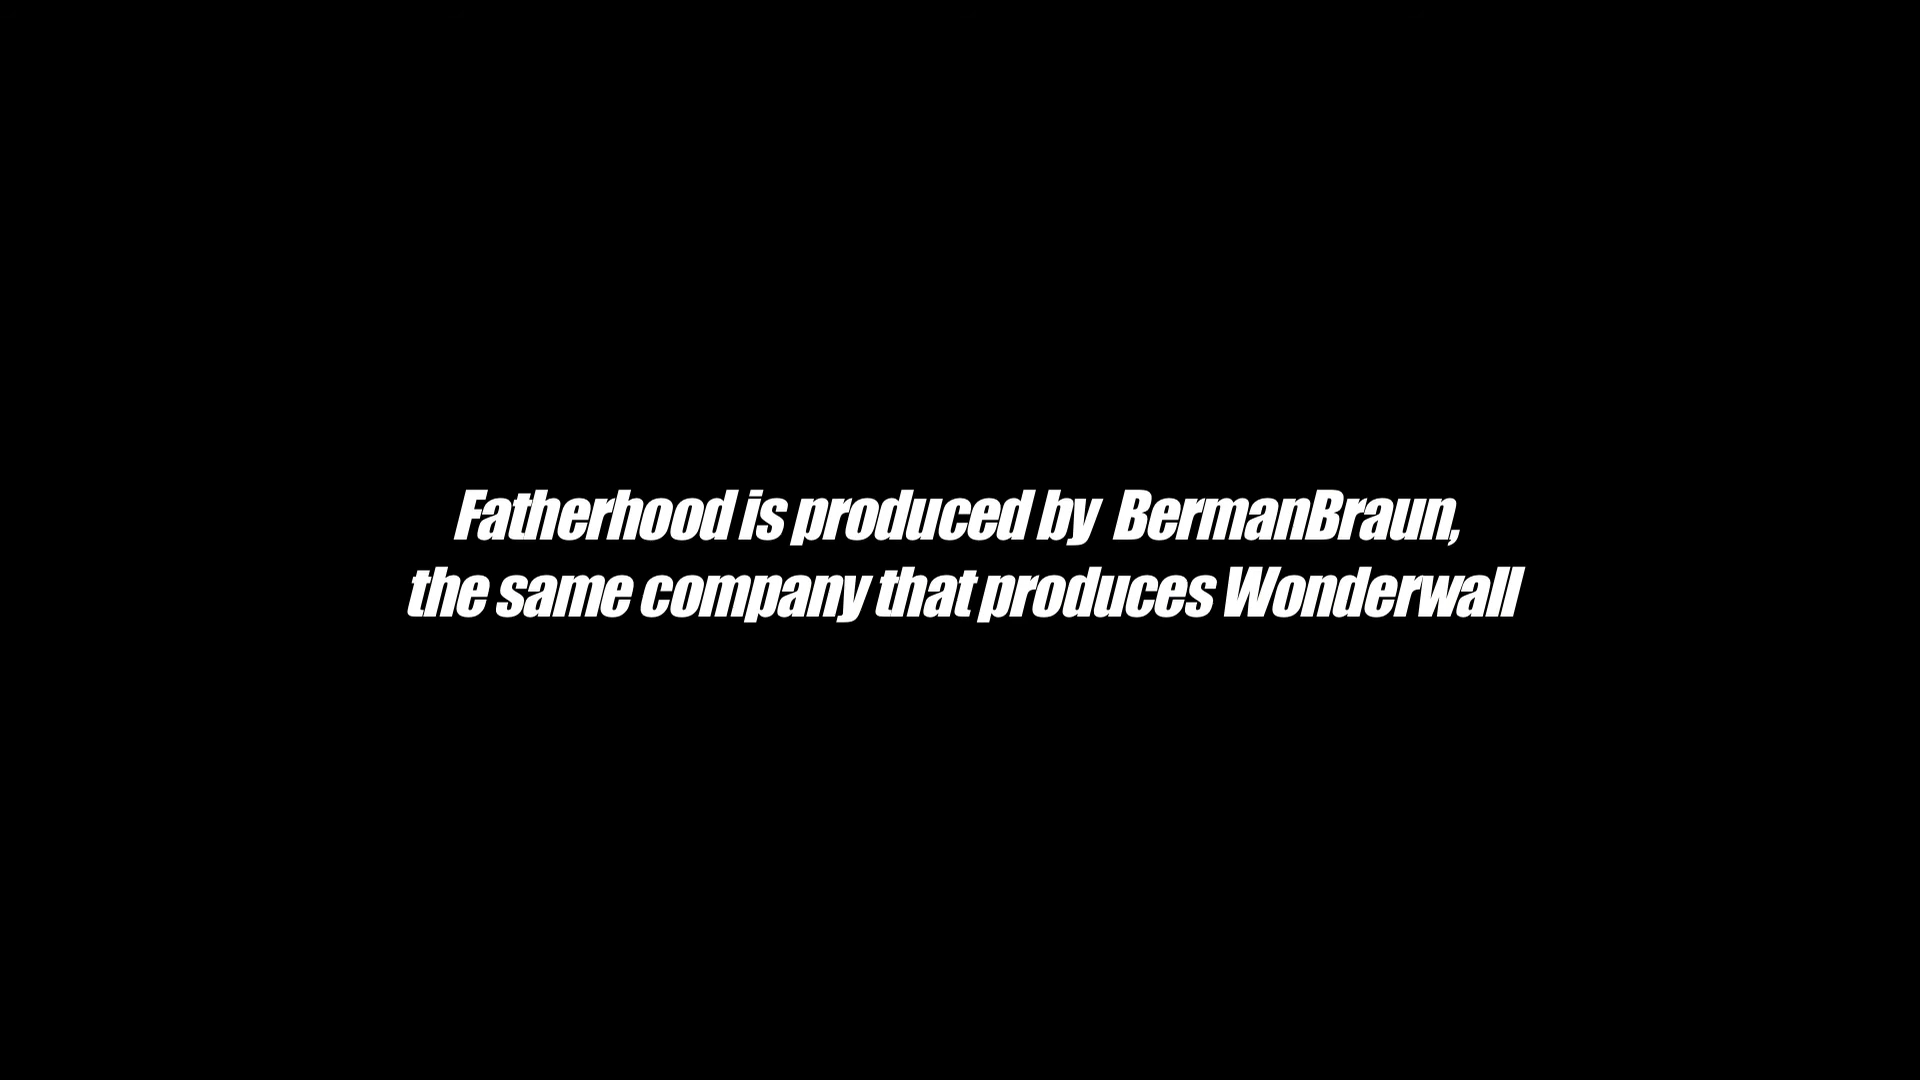 Fatherhood is produced by BermanBraun,
the same company that produces Wonderwall